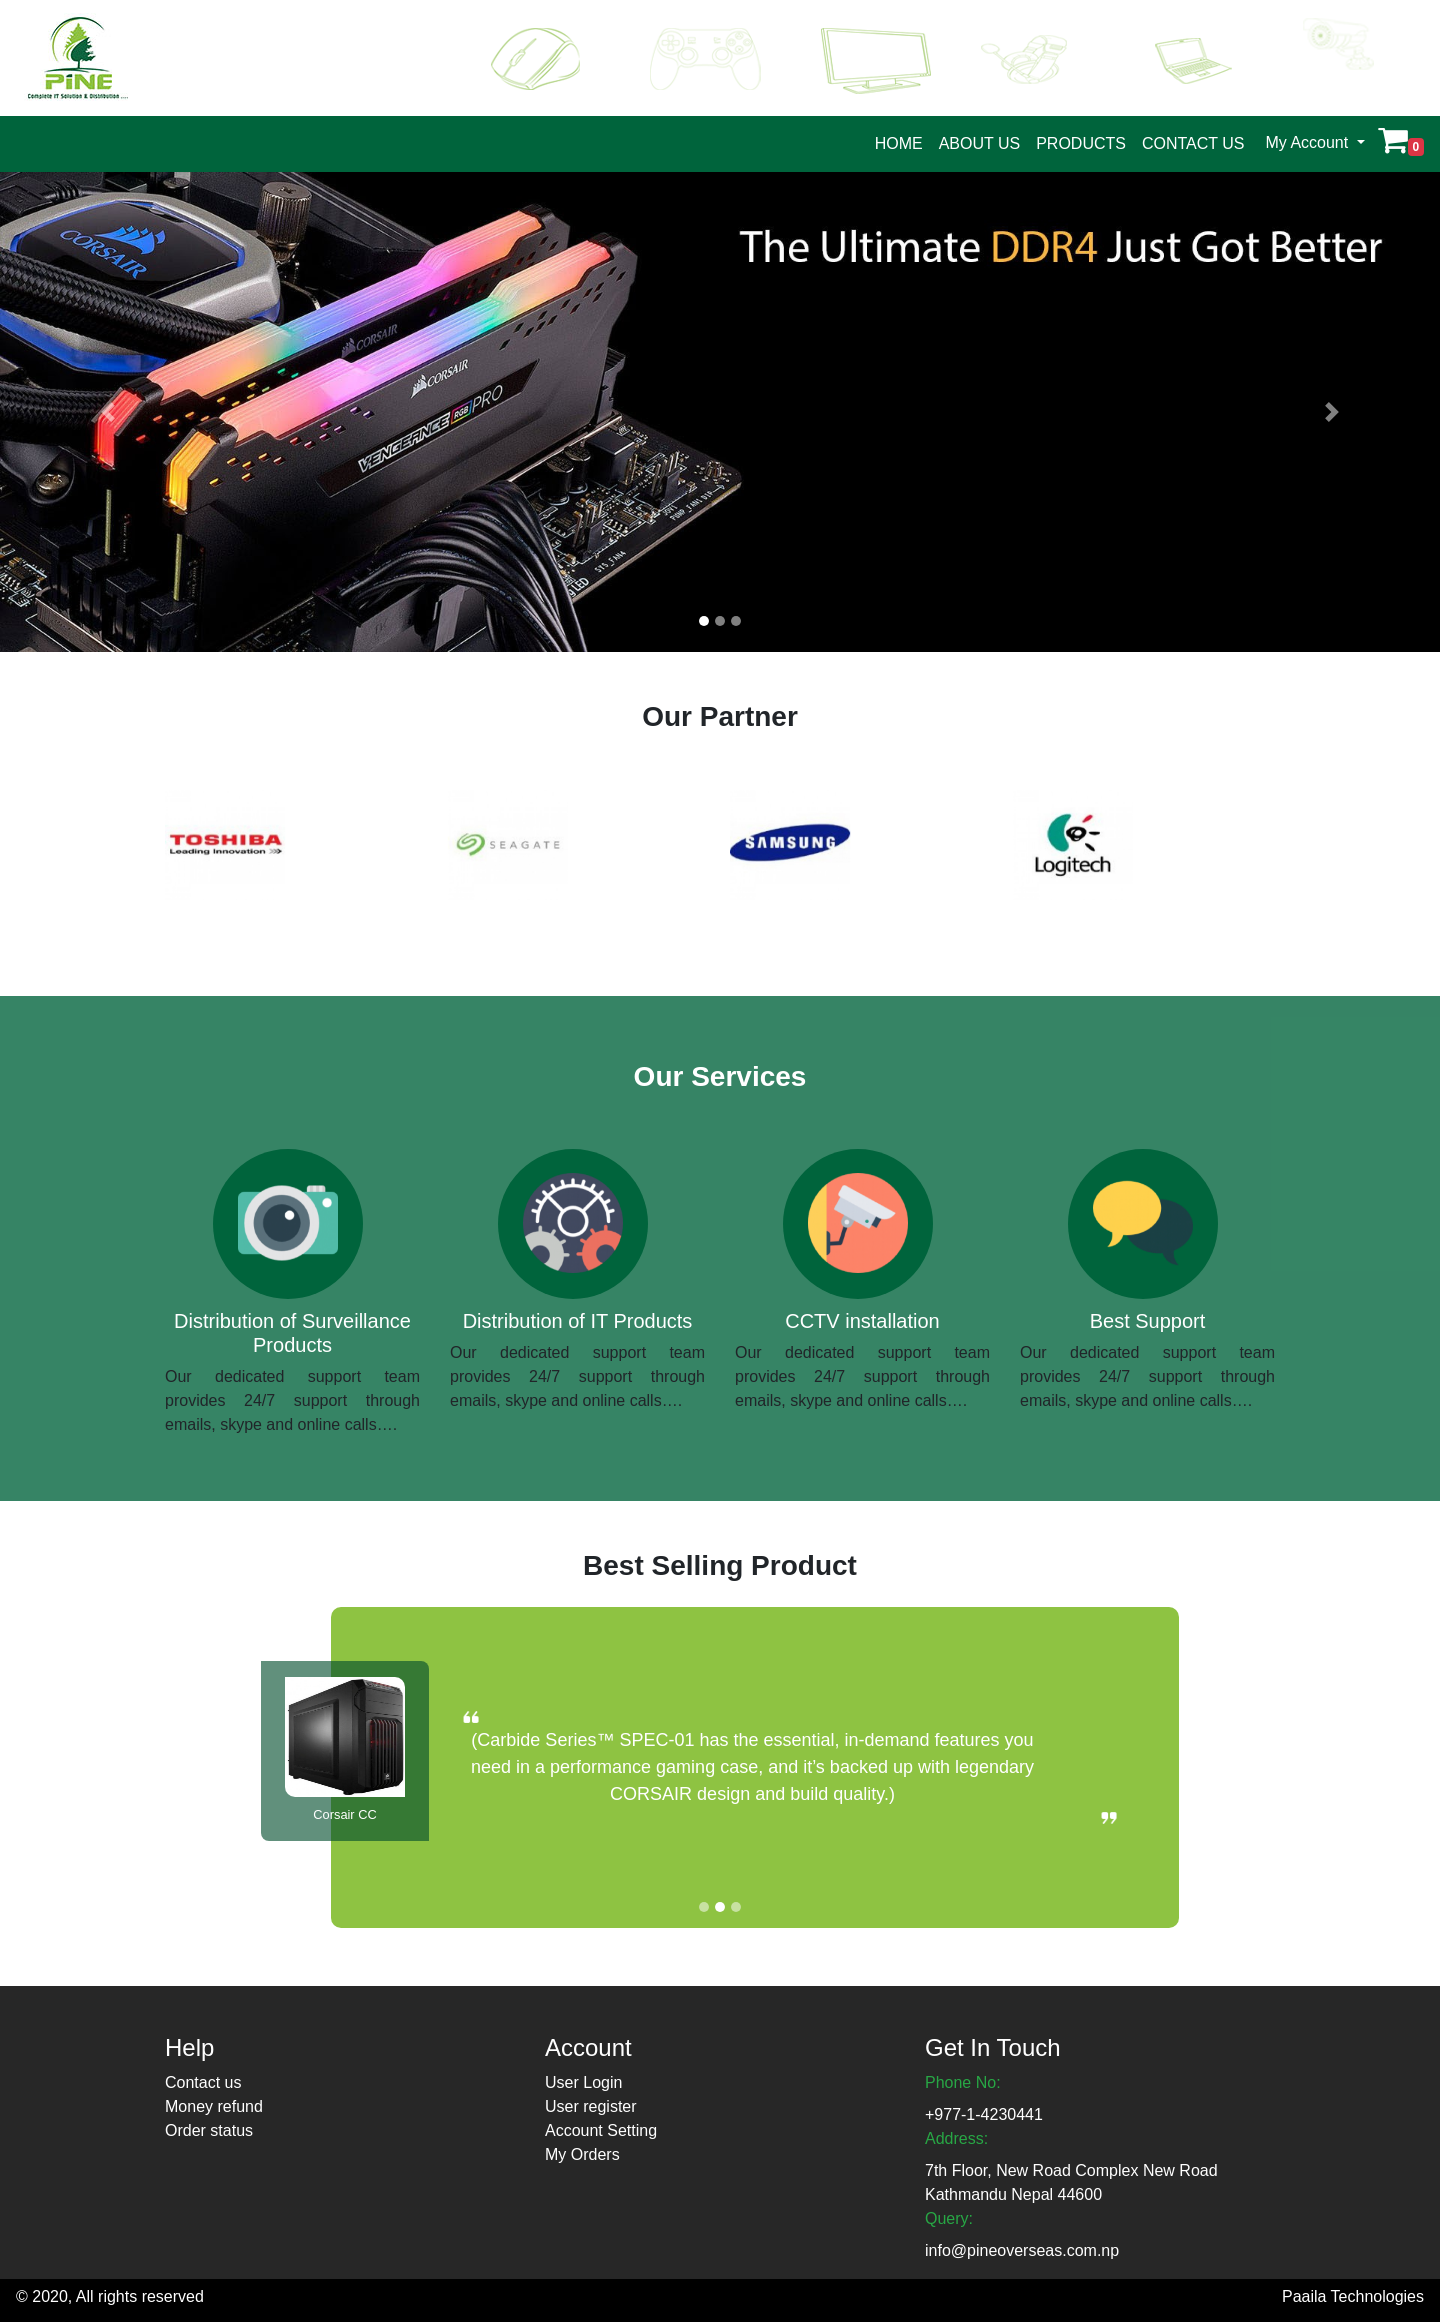 PINE
Complete IT Solution & Distribution ....
HOME ABOUT US PRODUCTS CONTACT US My Account 0
CORSAIR
CORSAIR
CORSAIR
VENGEANCE RGB PRO
The Ultimate DDR4 Just Got Better
SYS_FAN4
Our Partner
TOSHIBA
Leading Innovation >>>
SEAGATE
SAMSUNG
Logitech
Our Services
Distribution of Surveillance
Products
Our dedicated support team
provides 24/7 support through
emails, skype and online calls….
Distribution of IT Products
Our dedicated support team
provides 24/7 support through
emails, skype and online calls….
CCTV installation
Our dedicated support team
provides 24/7 support through
emails, skype and online calls….
Best Support
Our dedicated support team
provides 24/7 support through
emails, skype and online calls….
Best Selling Product
Corsair CC
(Carbide Series™ SPEC-01 has the essential, in-demand features you
need in a performance gaming case, and it’s backed up with legendary
CORSAIR design and build quality.)
Help
Contact us
Money refund
Order status
Account
User Login
User register
Account Setting
My Orders
Get In Touch
Phone No:
+977-1-4230441
Address:
7th Floor, New Road Complex New Road
Kathmandu Nepal 44600
Query:
info@pineoverseas.com.np
© 2020, All rights reserved
Paaila Technologies